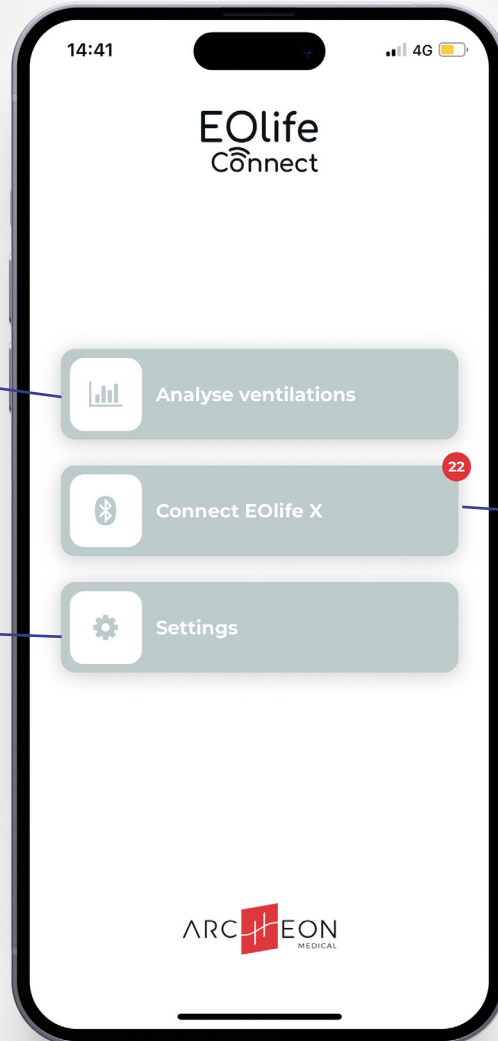 14:41
4G
EOlife
Connect
Analyse ventilations
22
Connect EOlife X
Settings
ARCHEON
MEDICAL